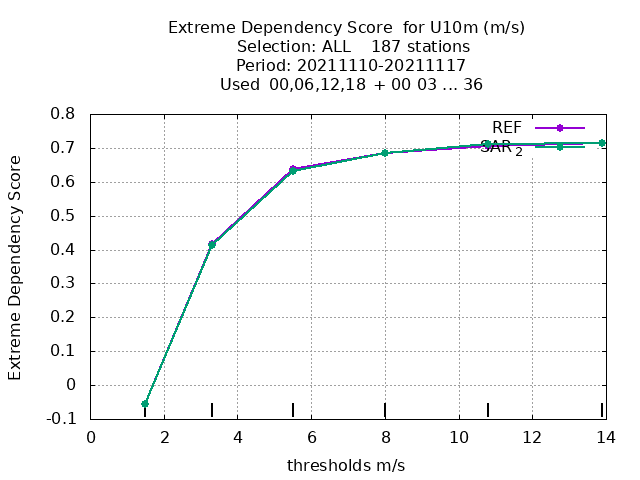 Extreme Dependency Score  for U10m (m/s)
Selection: ALL    187 stations
Period: 20211110-20211117
Used  00,06,12,18  + 00 03 ... 36
REF
SAR2
0.8
0.7
0.6
0.5
0.4
0.3
0.2
0.1
0
-0.1
Extreme Dependency Score
0 2 4 6 8 10 12 14
thresholds m/s